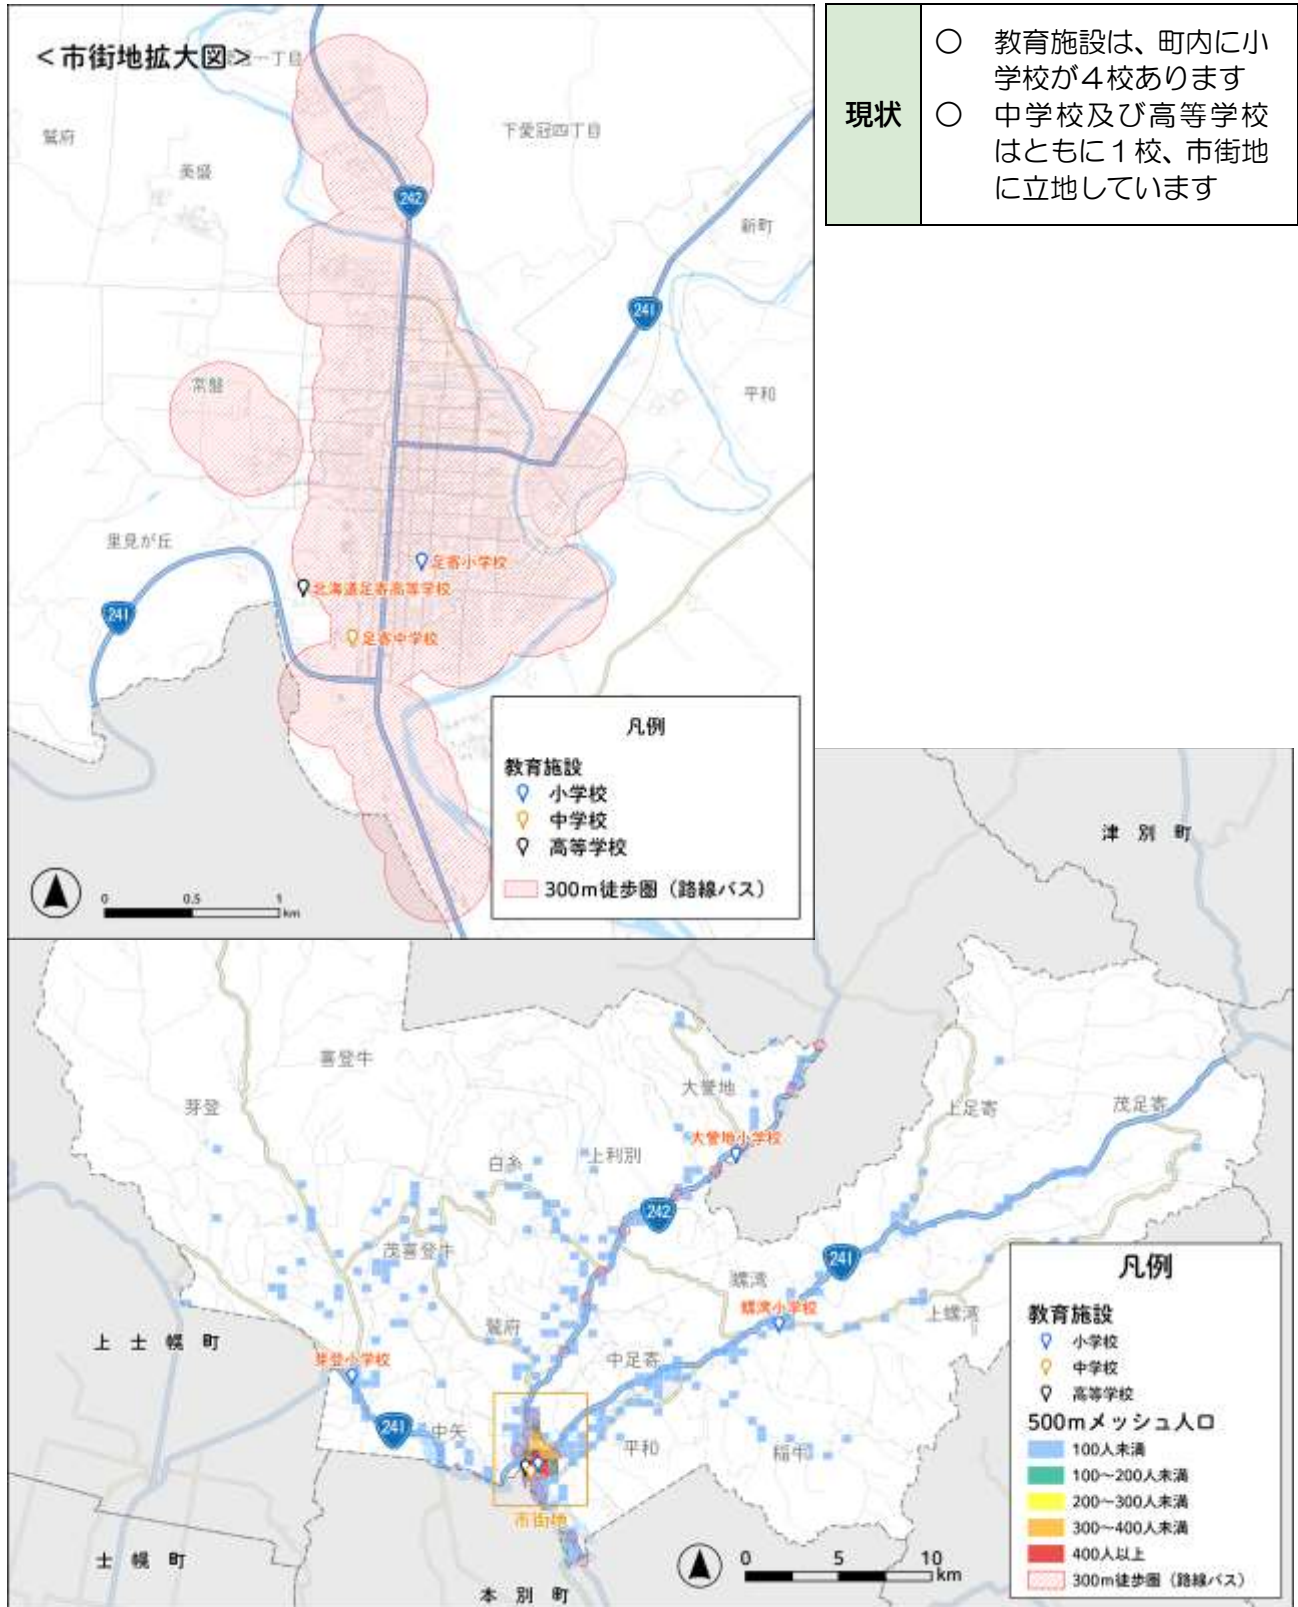 ＜市街地拡大図＞
一丁目
鷲府
美盛
下愛冠四丁目
242
新町
241
常盤
平和
里見が丘
足寄小学校
北海道足寄高等学校
241
足寄中学校
凡例
教育施設
小学校
中学校
高等学校
300m徒歩圏（路線バス）
0 0.5 1
km
現状
○ 教育施設は、町内に小
学校が４校あります
○ 中学校及び高等学校
はともに１校、市街地
に立地しています
津別町
喜登牛
芽登
大誉地
上足寄
茂足寄
大誉地小学校
白糸
上利別
242
茂喜登牛
241
螺湾
螺湾小学校
上螺湾
鷲府
上士幌町
芽登小学校
中足寄
241
中矢
平和
稲牛
市街地
士幌町
本別町
0 5 10
km
凡例
教育施設
小学校
中学校
高等学校
500mメッシュ人口
100人未満
100～200人未満
200～300人未満
300～400人未満
400人以上
300m徒歩圏（路線バス）